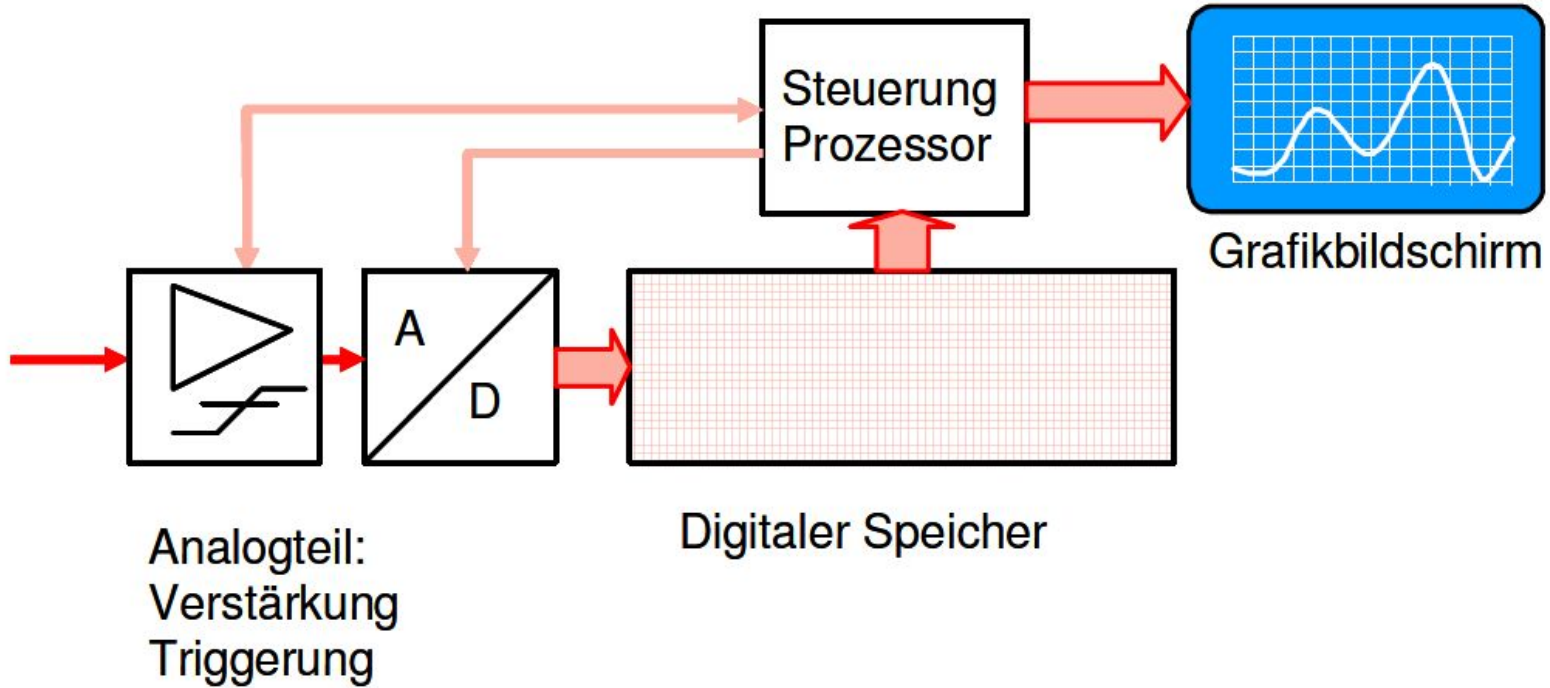 Steuerung
Prozessor
Grafikbildschirm
A
D
Digitaler Speicher
Analogteil:
Verstärkung
Triggerung